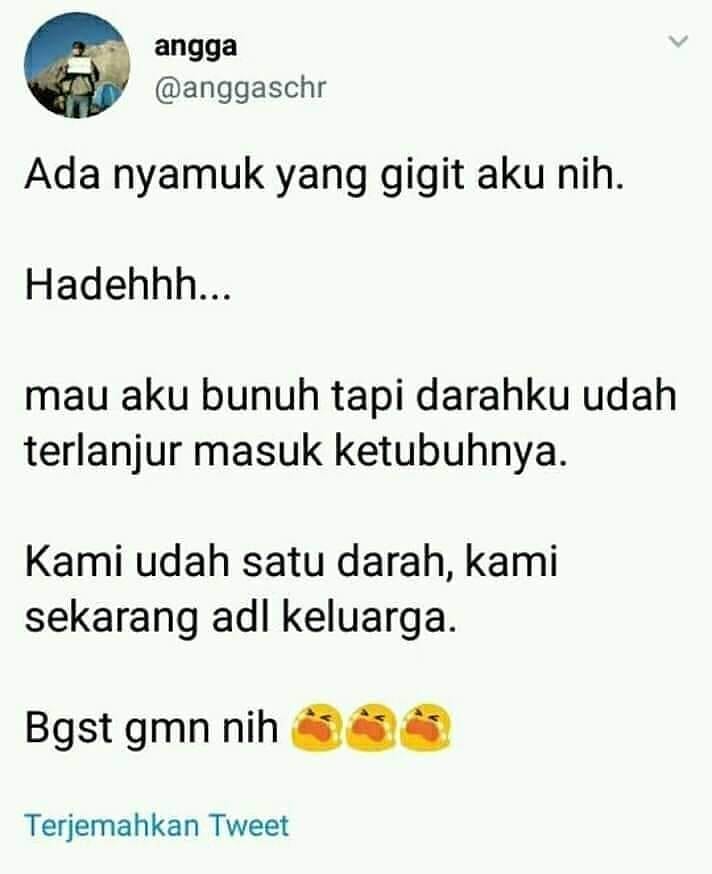 angga
@anggaschr
Ada nyamuk yang gigit aku nih.
Hadehhh...
mau aku bunuh tapi darahku udah
terlanjur masuk ketubuhnya.
Kami udah satu darah, kami
sekarang adl keluarga.
Bgst gmn nih 😭😭😭
Terjemahkan Tweet